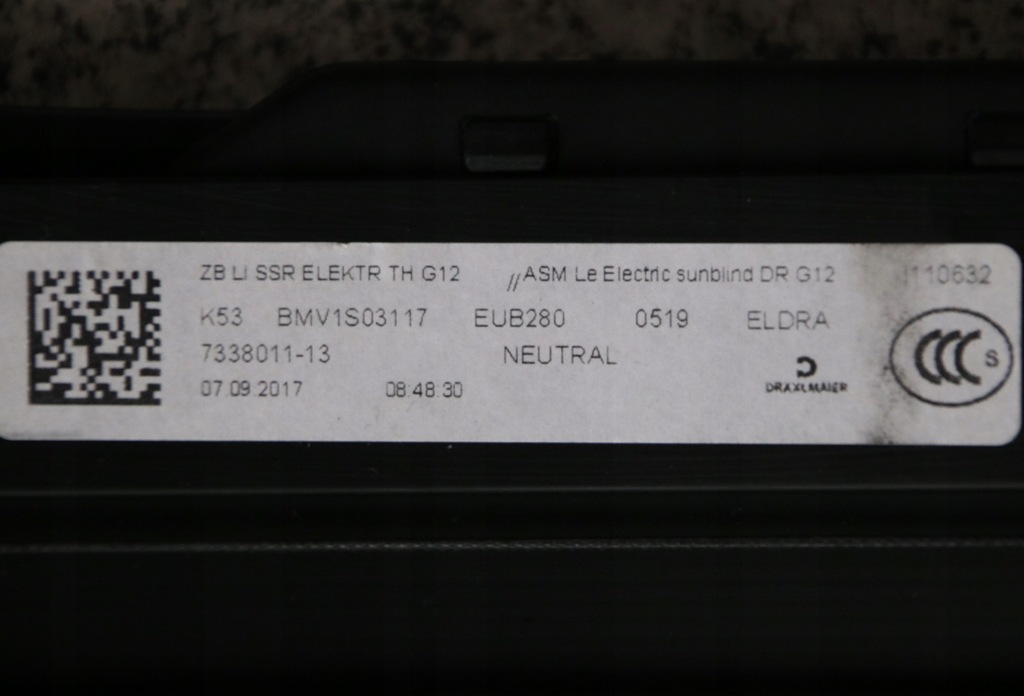 ZB LI SSR ELEKTR TH G12 //ASM Le Electric sunblind DR G12
K53 BMV1S03117 EUB280 0519 ELDRA
7338011-13 NEUTRAL
07.09.2017 08:48:30
DRÄXLMAIER
110632
CCC S